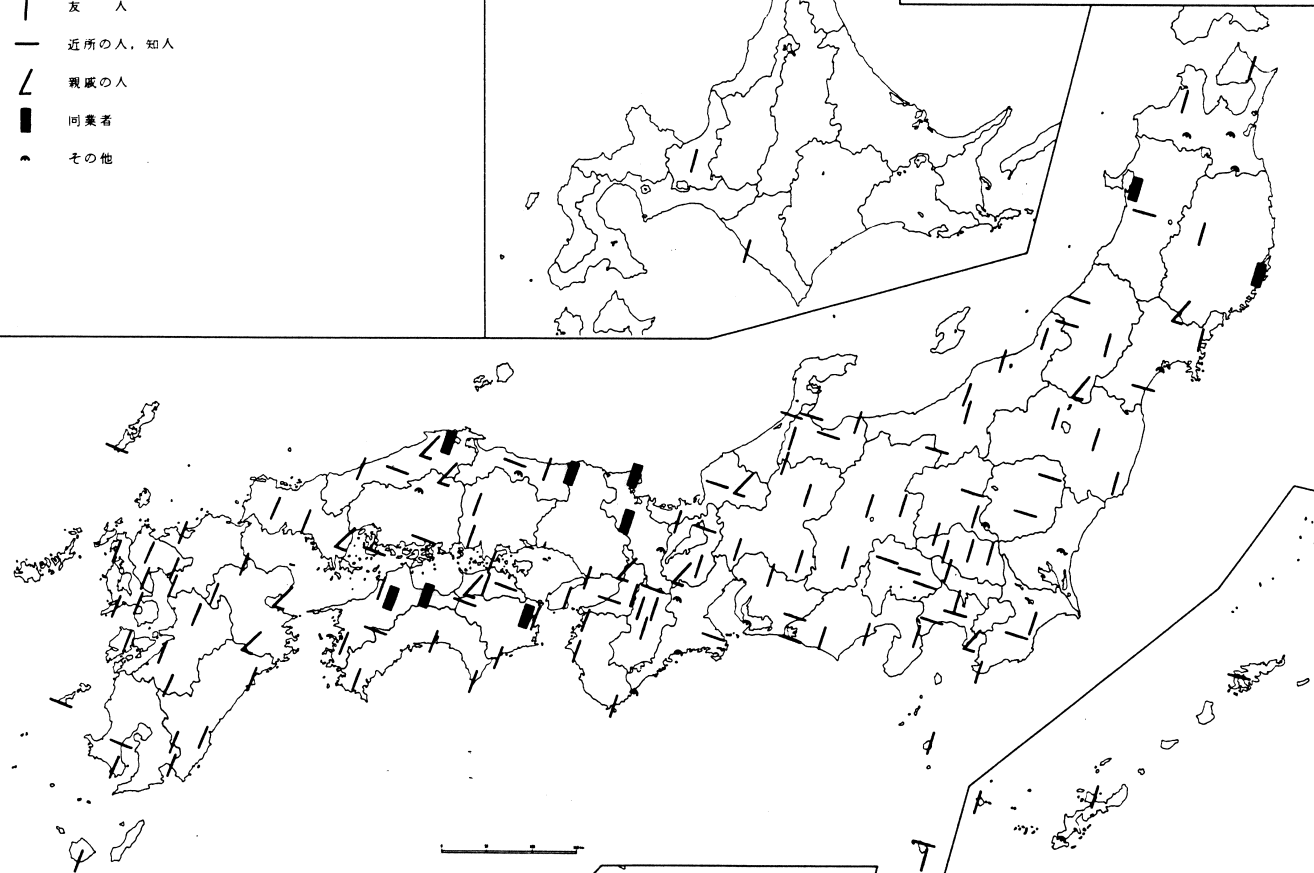 友　人
近所の人，知人
親戚の人
同業者
その他